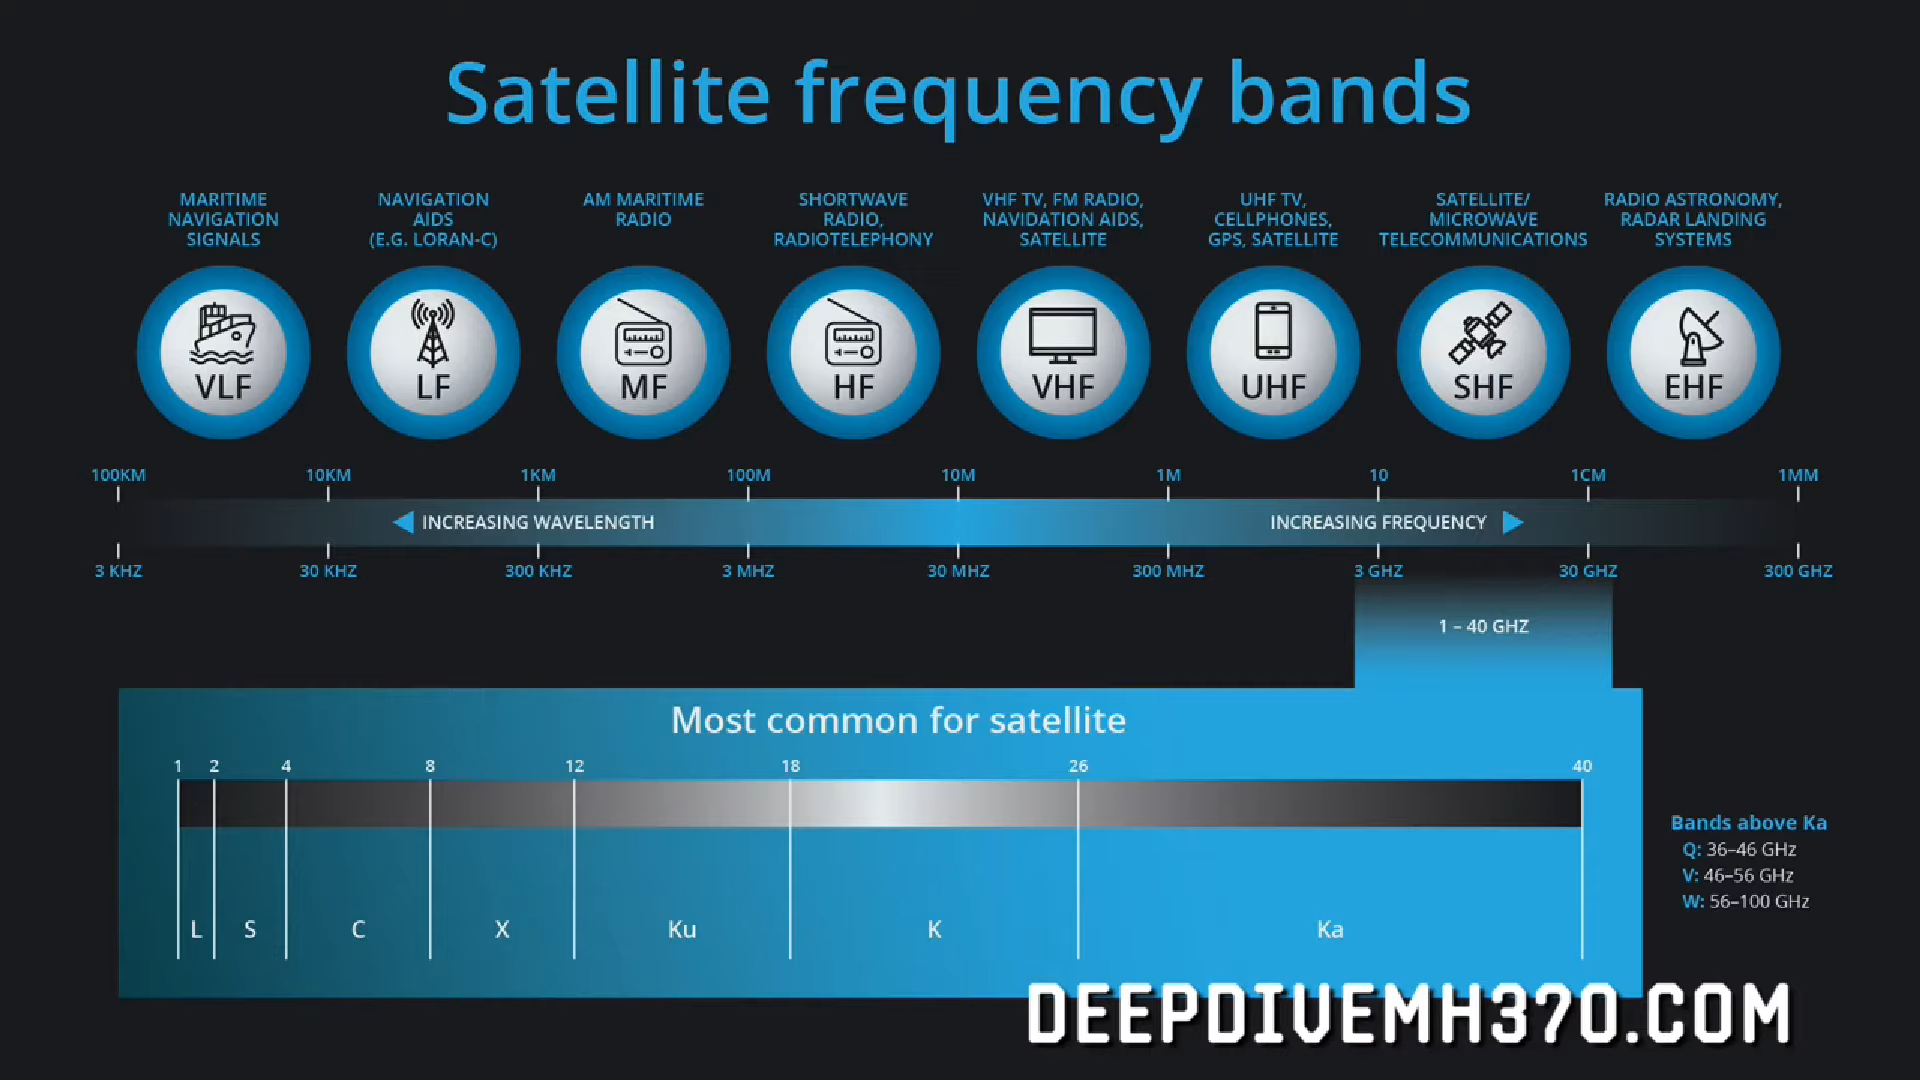 Satellite frequency bands
MARITIME
NAVIGATION
SIGNALS
NAVIGATION
AIDS
(E.G. LORAN-C)
AM MARITIME
RADIO
SHORTWAVE
RADIO,
RADIOTELEPHONY
VHF TV, FM RADIO,
NAVIDATION AIDS,
SATELLITE
UHF TV,
CELLPHONES,
GPS, SATELLITE
SATELLITE/
MICROWAVE
TELECOMMUNICATIONS
RADIO ASTRONOMY,
RADAR LANDING
SYSTEMS
VLF
LF
MF
HF
VHF
UHF
SHF
EHF
100KM 10KM 1KM 100M 10M 1M 10 1CM 1MM
INCREASING WAVELENGTH INCREASING FREQUENCY
3 KHZ 30 KHZ 300 KHZ 3 MHZ 30 MHZ 300 MHZ 3 GHZ 30 GHZ 300 GHZ
1 – 40 GHZ
Most common for satellite
1 2 4 8 12 18 26 40
L S C X Ku K Ka
Bands above Ka
Q: 36–46 GHz
V: 46–56 GHz
W: 56–100 GHz
DEEPDIVEMH370.COM